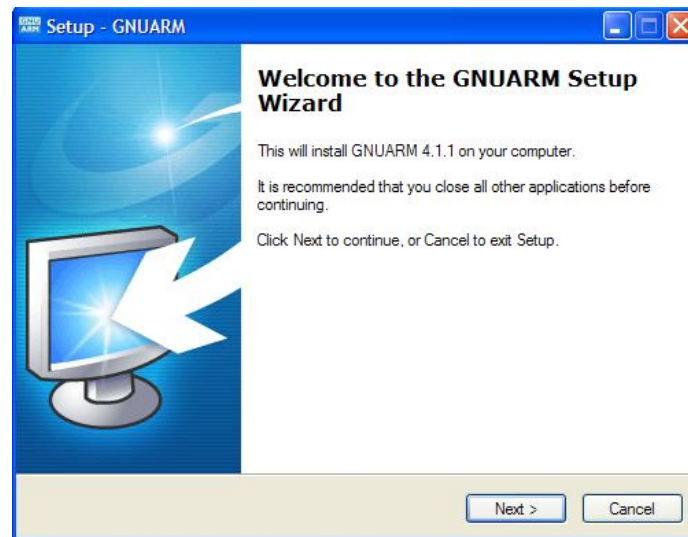 GNU
ARM
Setup - GNUARM
Welcome to the GNUARM Setup
Wizard
This will install GNUARM 4.1.1 on your computer.
It is recommended that you close all other applications before
continuing.
Click Next to continue, or Cancel to exit Setup.
Next >
Cancel